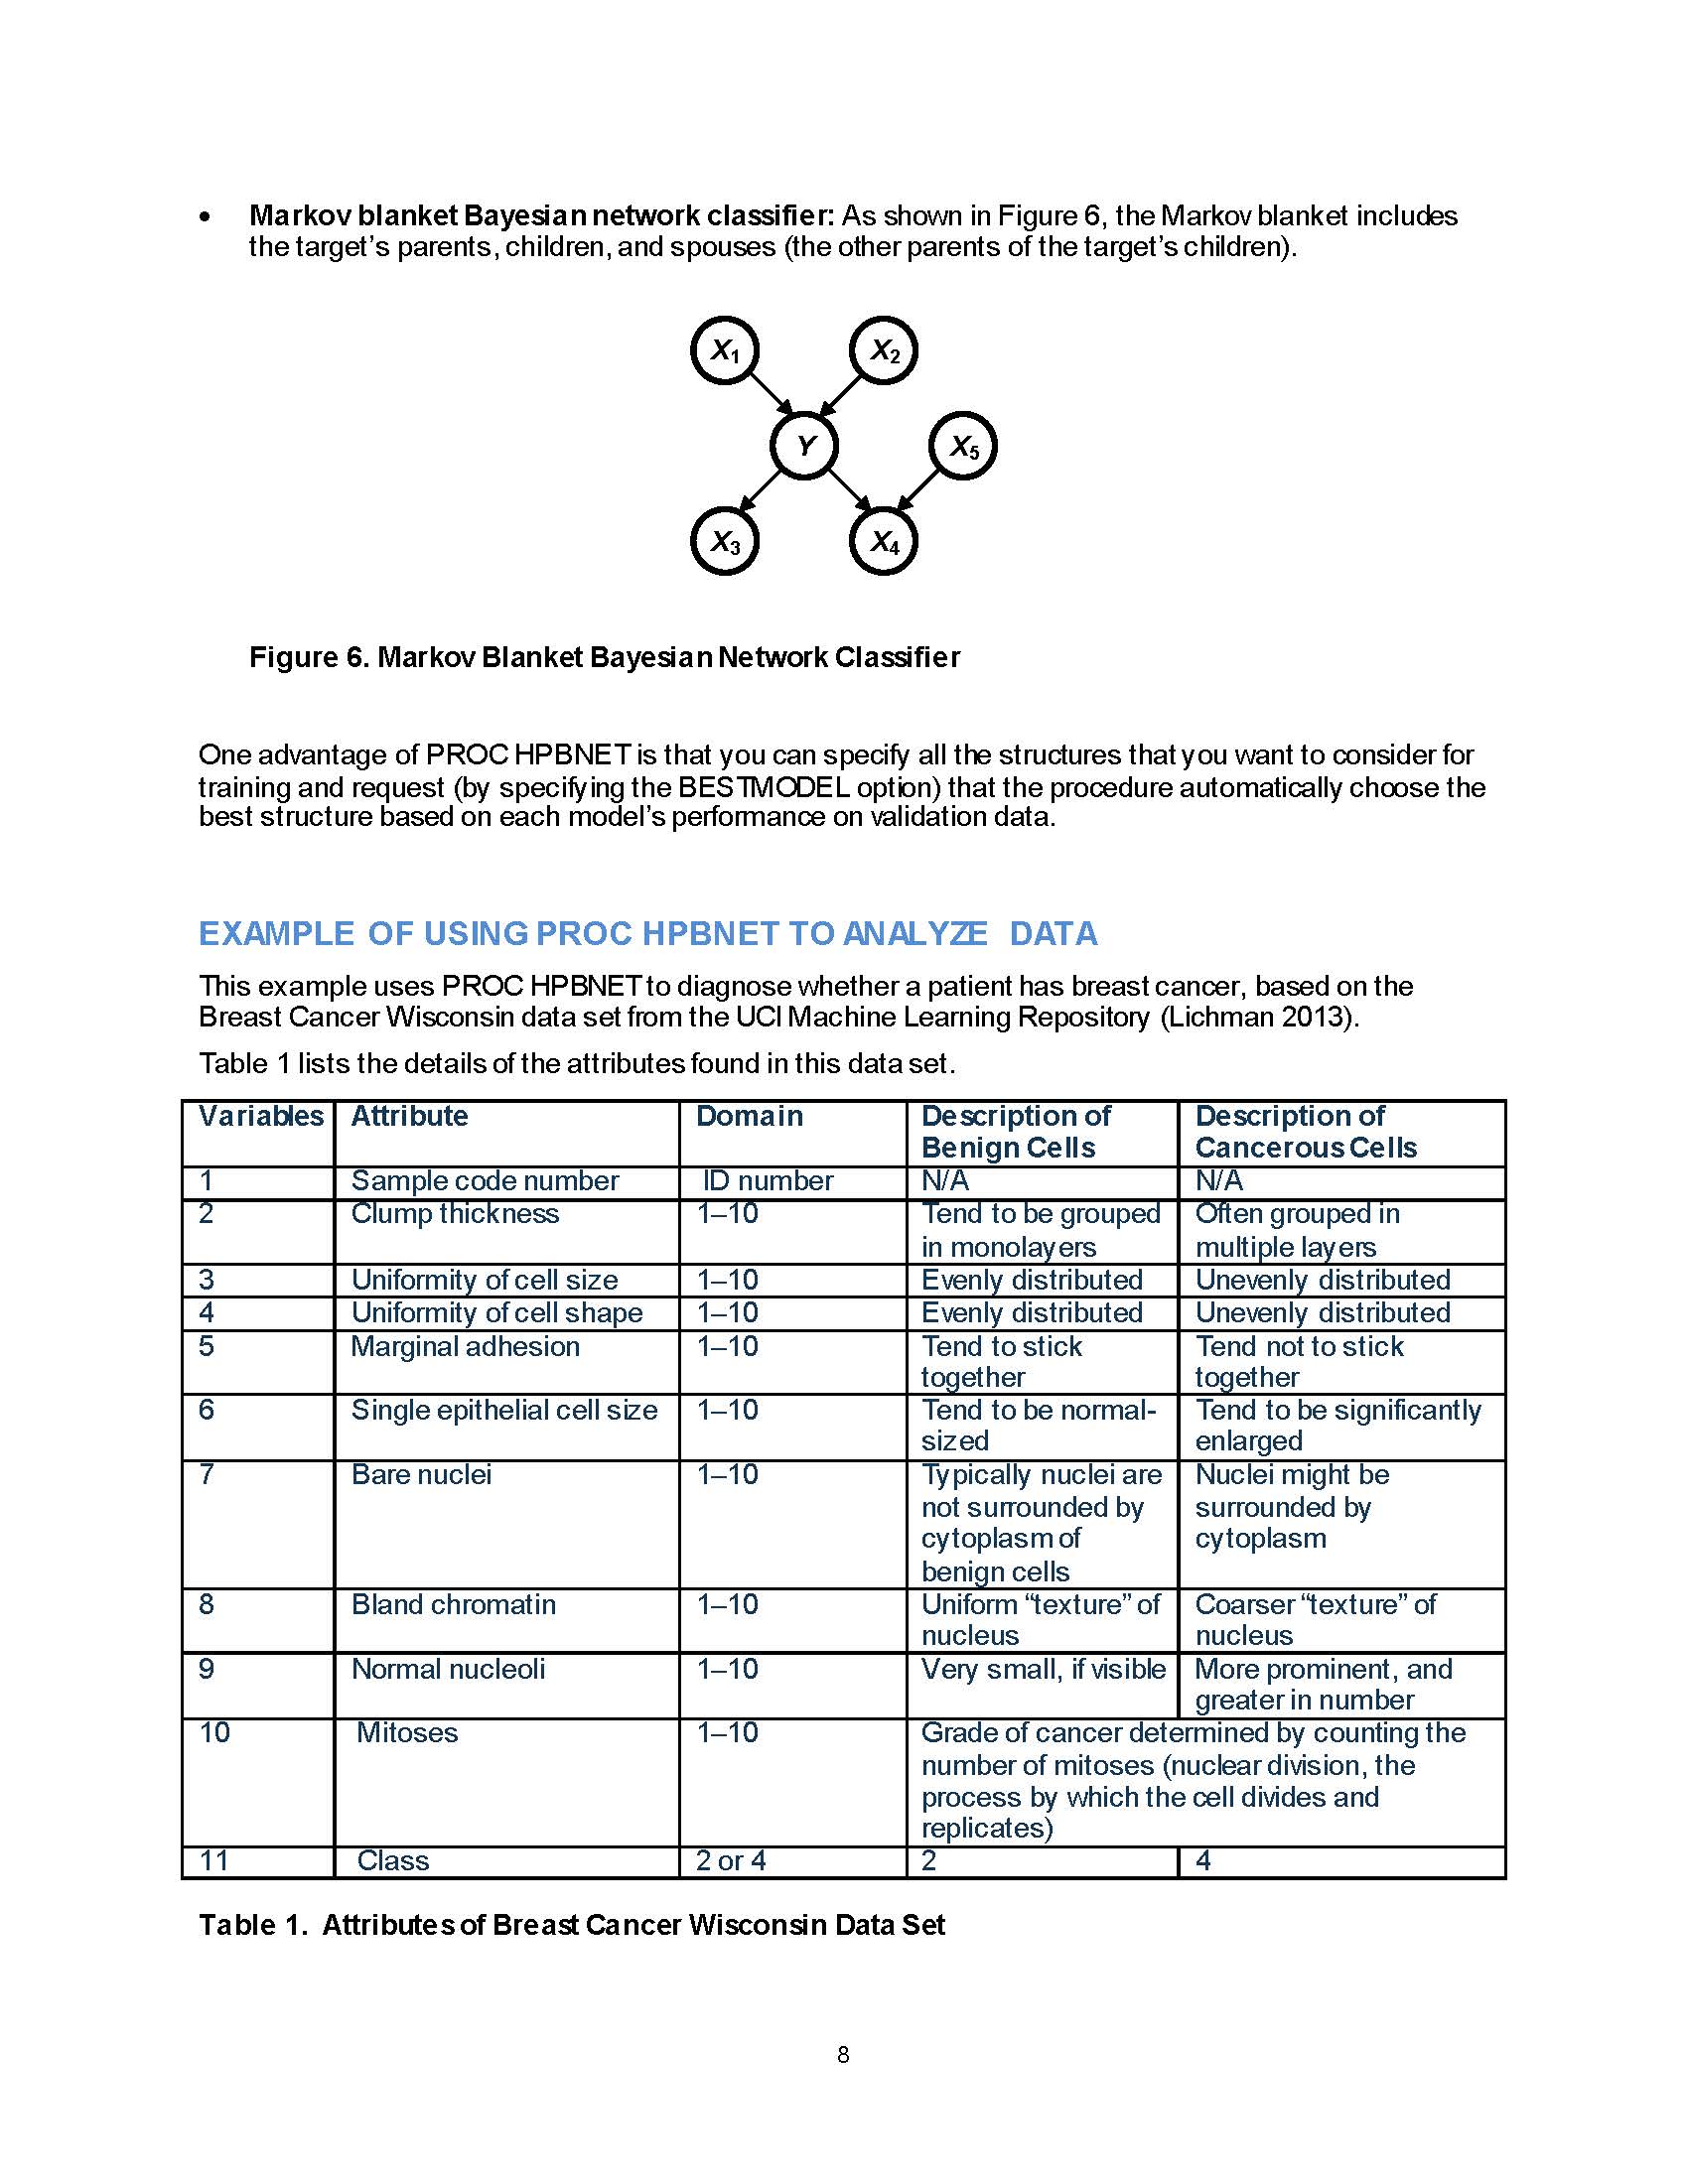 • Markov blanket Bayesian network classifier: As shown in Figure 6, the Markov blanket includes
the target's parents, children, and spouses (the other parents of the target's children).
X1 X2
Y X5
X3 X4
Figure 6. Markov Blanket Bayesian Network Classifier
One advantage of PROC HPBNET is that you can specify all the structures that you want to consider for
training and request (by specifying the BESTMODEL option) that the procedure automatically choose the
best structure based on each model's performance on validation data.
EXAMPLE OF USING PROC HPBNET TO ANALYZE DATA
This example uses PROC HPBNET to diagnose whether a patient has breast cancer, based on the
Breast Cancer Wisconsin data set from the UCI Machine Learning Repository (Lichman 2013).
Table 1 lists the details of the attributes found in this data set.
Variables Attribute Domain Description of Description of
Benign Cells Cancerous Cells
1 Sample code number ID number N/A N/A
2 Clump thickness 1–10 Tend to be grouped Often grouped in
in monolayers multiple layers
3 Uniformity of cell size 1–10 Evenly distributed Unevenly distributed
4 Uniformity of cell shape 1–10 Evenly distributed Unevenly distributed
5 Marginal adhesion 1–10 Tend to stick Tend not to stick
together together
6 Single epithelial cell size 1–10 Tend to be normal- Tend to be significantly
sized enlarged
7 Bare nuclei 1–10 Typically nuclei are Nuclei might be
not surrounded by surrounded by
cytoplasm of cytoplasm
benign cells
8 Bland chromatin 1–10 Uniform “texture” of Coarser “texture” of
nucleus nucleus
9 Normal nucleoli 1–10 Very small, if visible More prominent, and
greater in number
10 Mitoses 1–10 Grade of cancer determined by counting the
number of mitoses (nuclear division, the
process by which the cell divides and
replicates)
11 Class 2 or 4 2 4
Table 1. Attributes of Breast Cancer Wisconsin Data Set
8